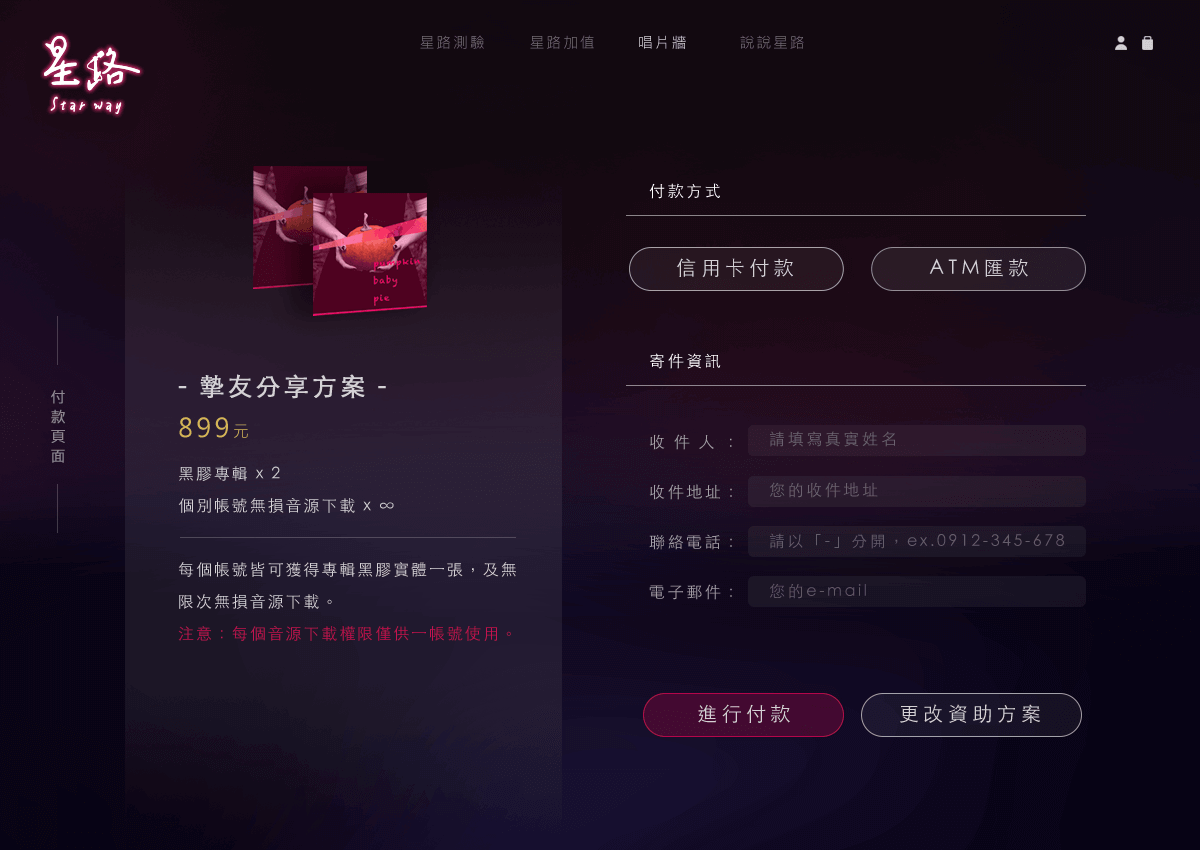 星路
Star way
星路測驗
星路加值
唱片牆
說說星路
付款頁面
pumpkin
baby
pie
- 摯友分享方案 -
899元
黑膠專輯 x 2
個別帳號無損音源下載 x ∞
每個帳號皆可獲得專輯黑膠實體一張，及無
限次無損音源下載。
注意：每個音源下載權限僅供一帳號使用。
付款方式
信用卡付款
ATM匯款
寄件資訊
收件人：
請填寫真實姓名
收件地址：
您的收件地址
聯絡電話：
請以「-」分開，ex.0912-345-678
電子郵件：
您的e-mail
進行付款
更改資助方案